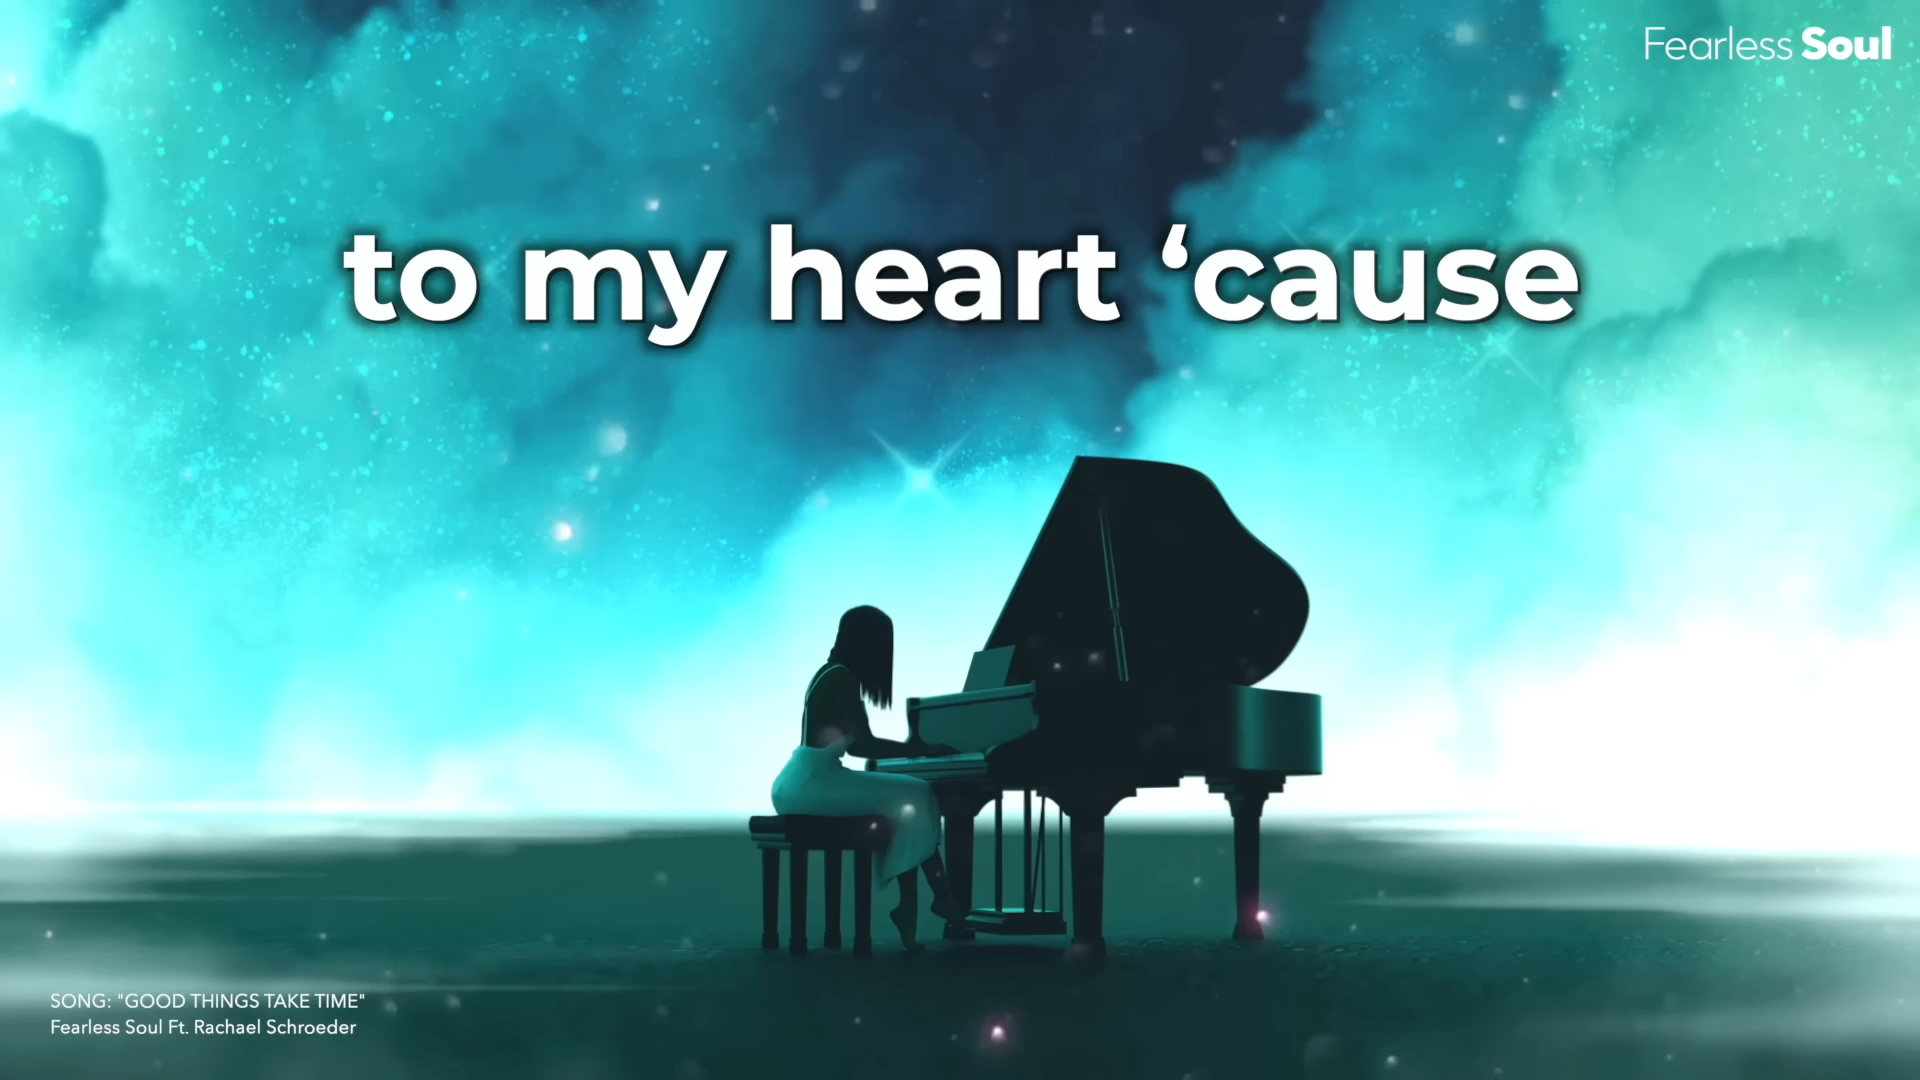 Fearless Soul
to my heart ‘cause
SONG: "GOOD THINGS TAKE TIME"
Fearless Soul Ft. Rachael Schroeder